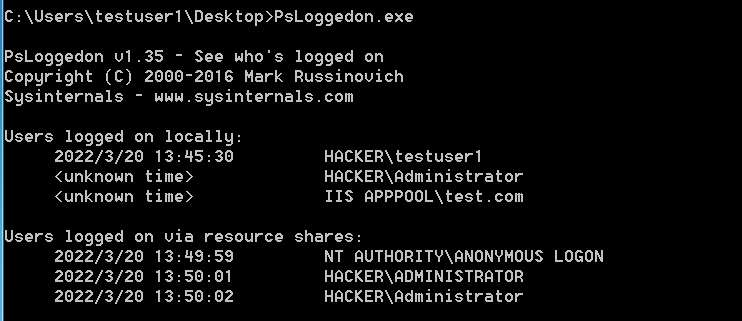 C:\Users\testuser1\Desktop>PsLoggedon.exe
PsLoggedon v1.35 - See who's logged on
Copyright (C) 2000-2016 Mark Russinovich
Sysinternals - www.sysinternals.com
Users logged on locally:
2022/3/20 13:45:30 HACKER\testuser1
<unknown time> HACKER\Administrator
<unknown time> IIS APPPOOL\test.com
Users logged on via resource shares:
2022/3/20 13:49:59 NT AUTHORITY\ANONYMOUS LOGON
2022/3/20 13:50:01 HACKER\ADMINISTRATOR
2022/3/20 13:50:02 HACKER\Administrator